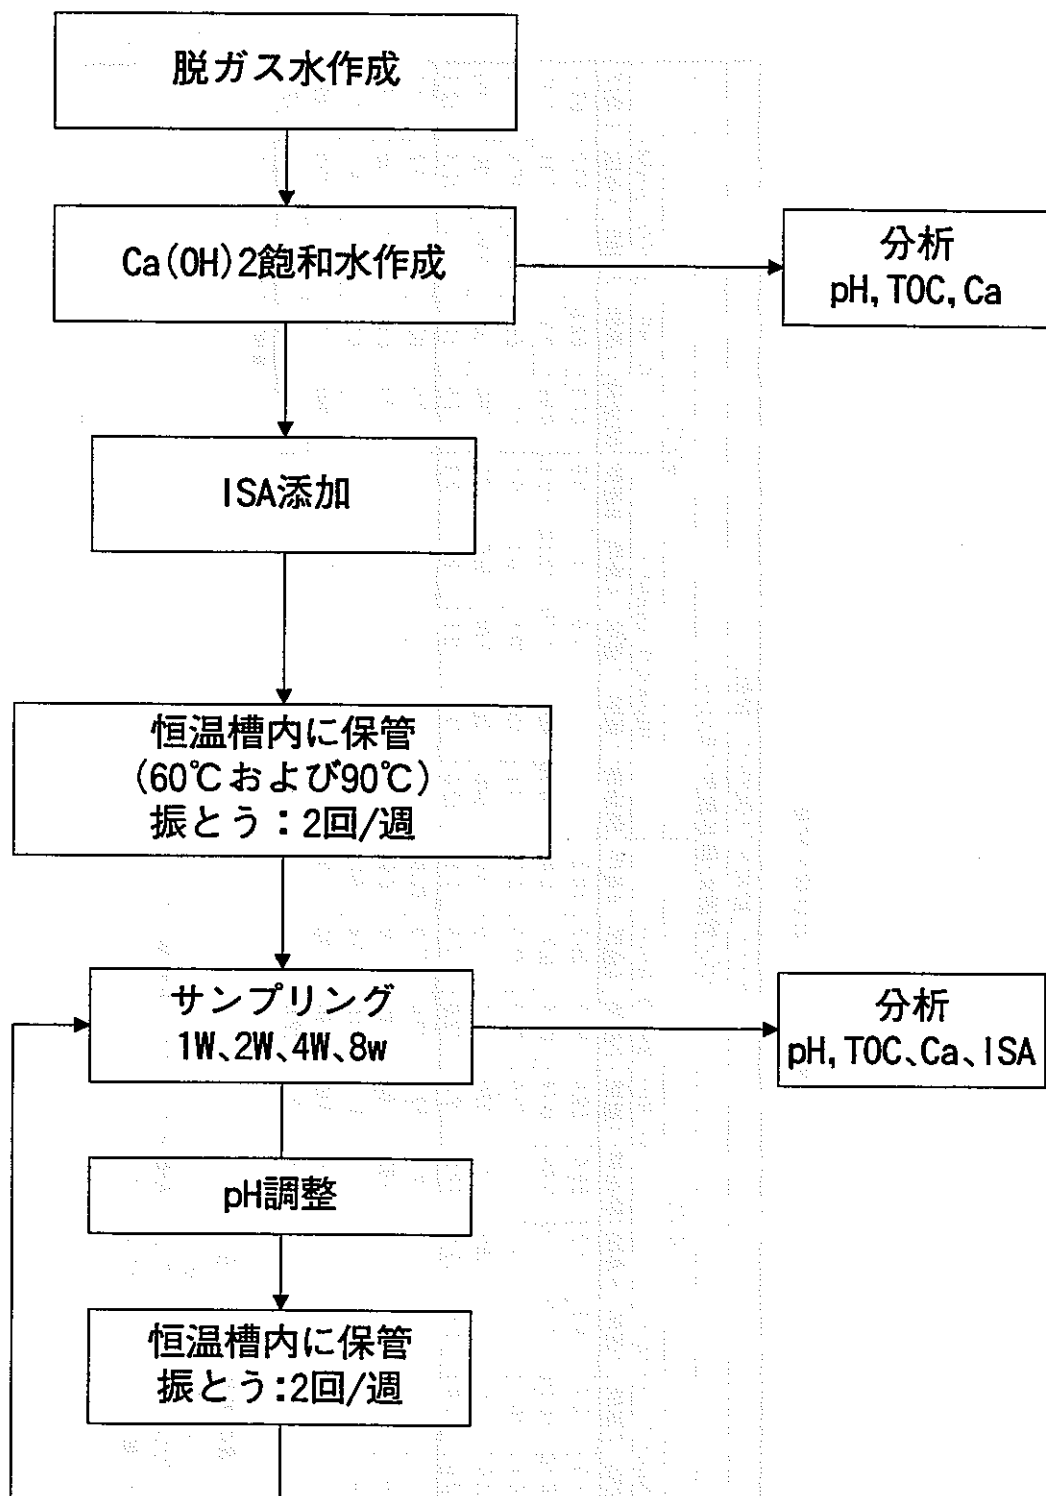 脱ガス水作成
Ca(OH)2飽和水作成
分析
pH, TOC, Ca
ISA添加
恒温槽内に保管
(60℃および90℃)
振とう：2回/週
サンプリング
1W、2W、4W、8w
分析
pH, TOC、Ca、ISA
pH調整
恒温槽内に保管
振とう:2回/週